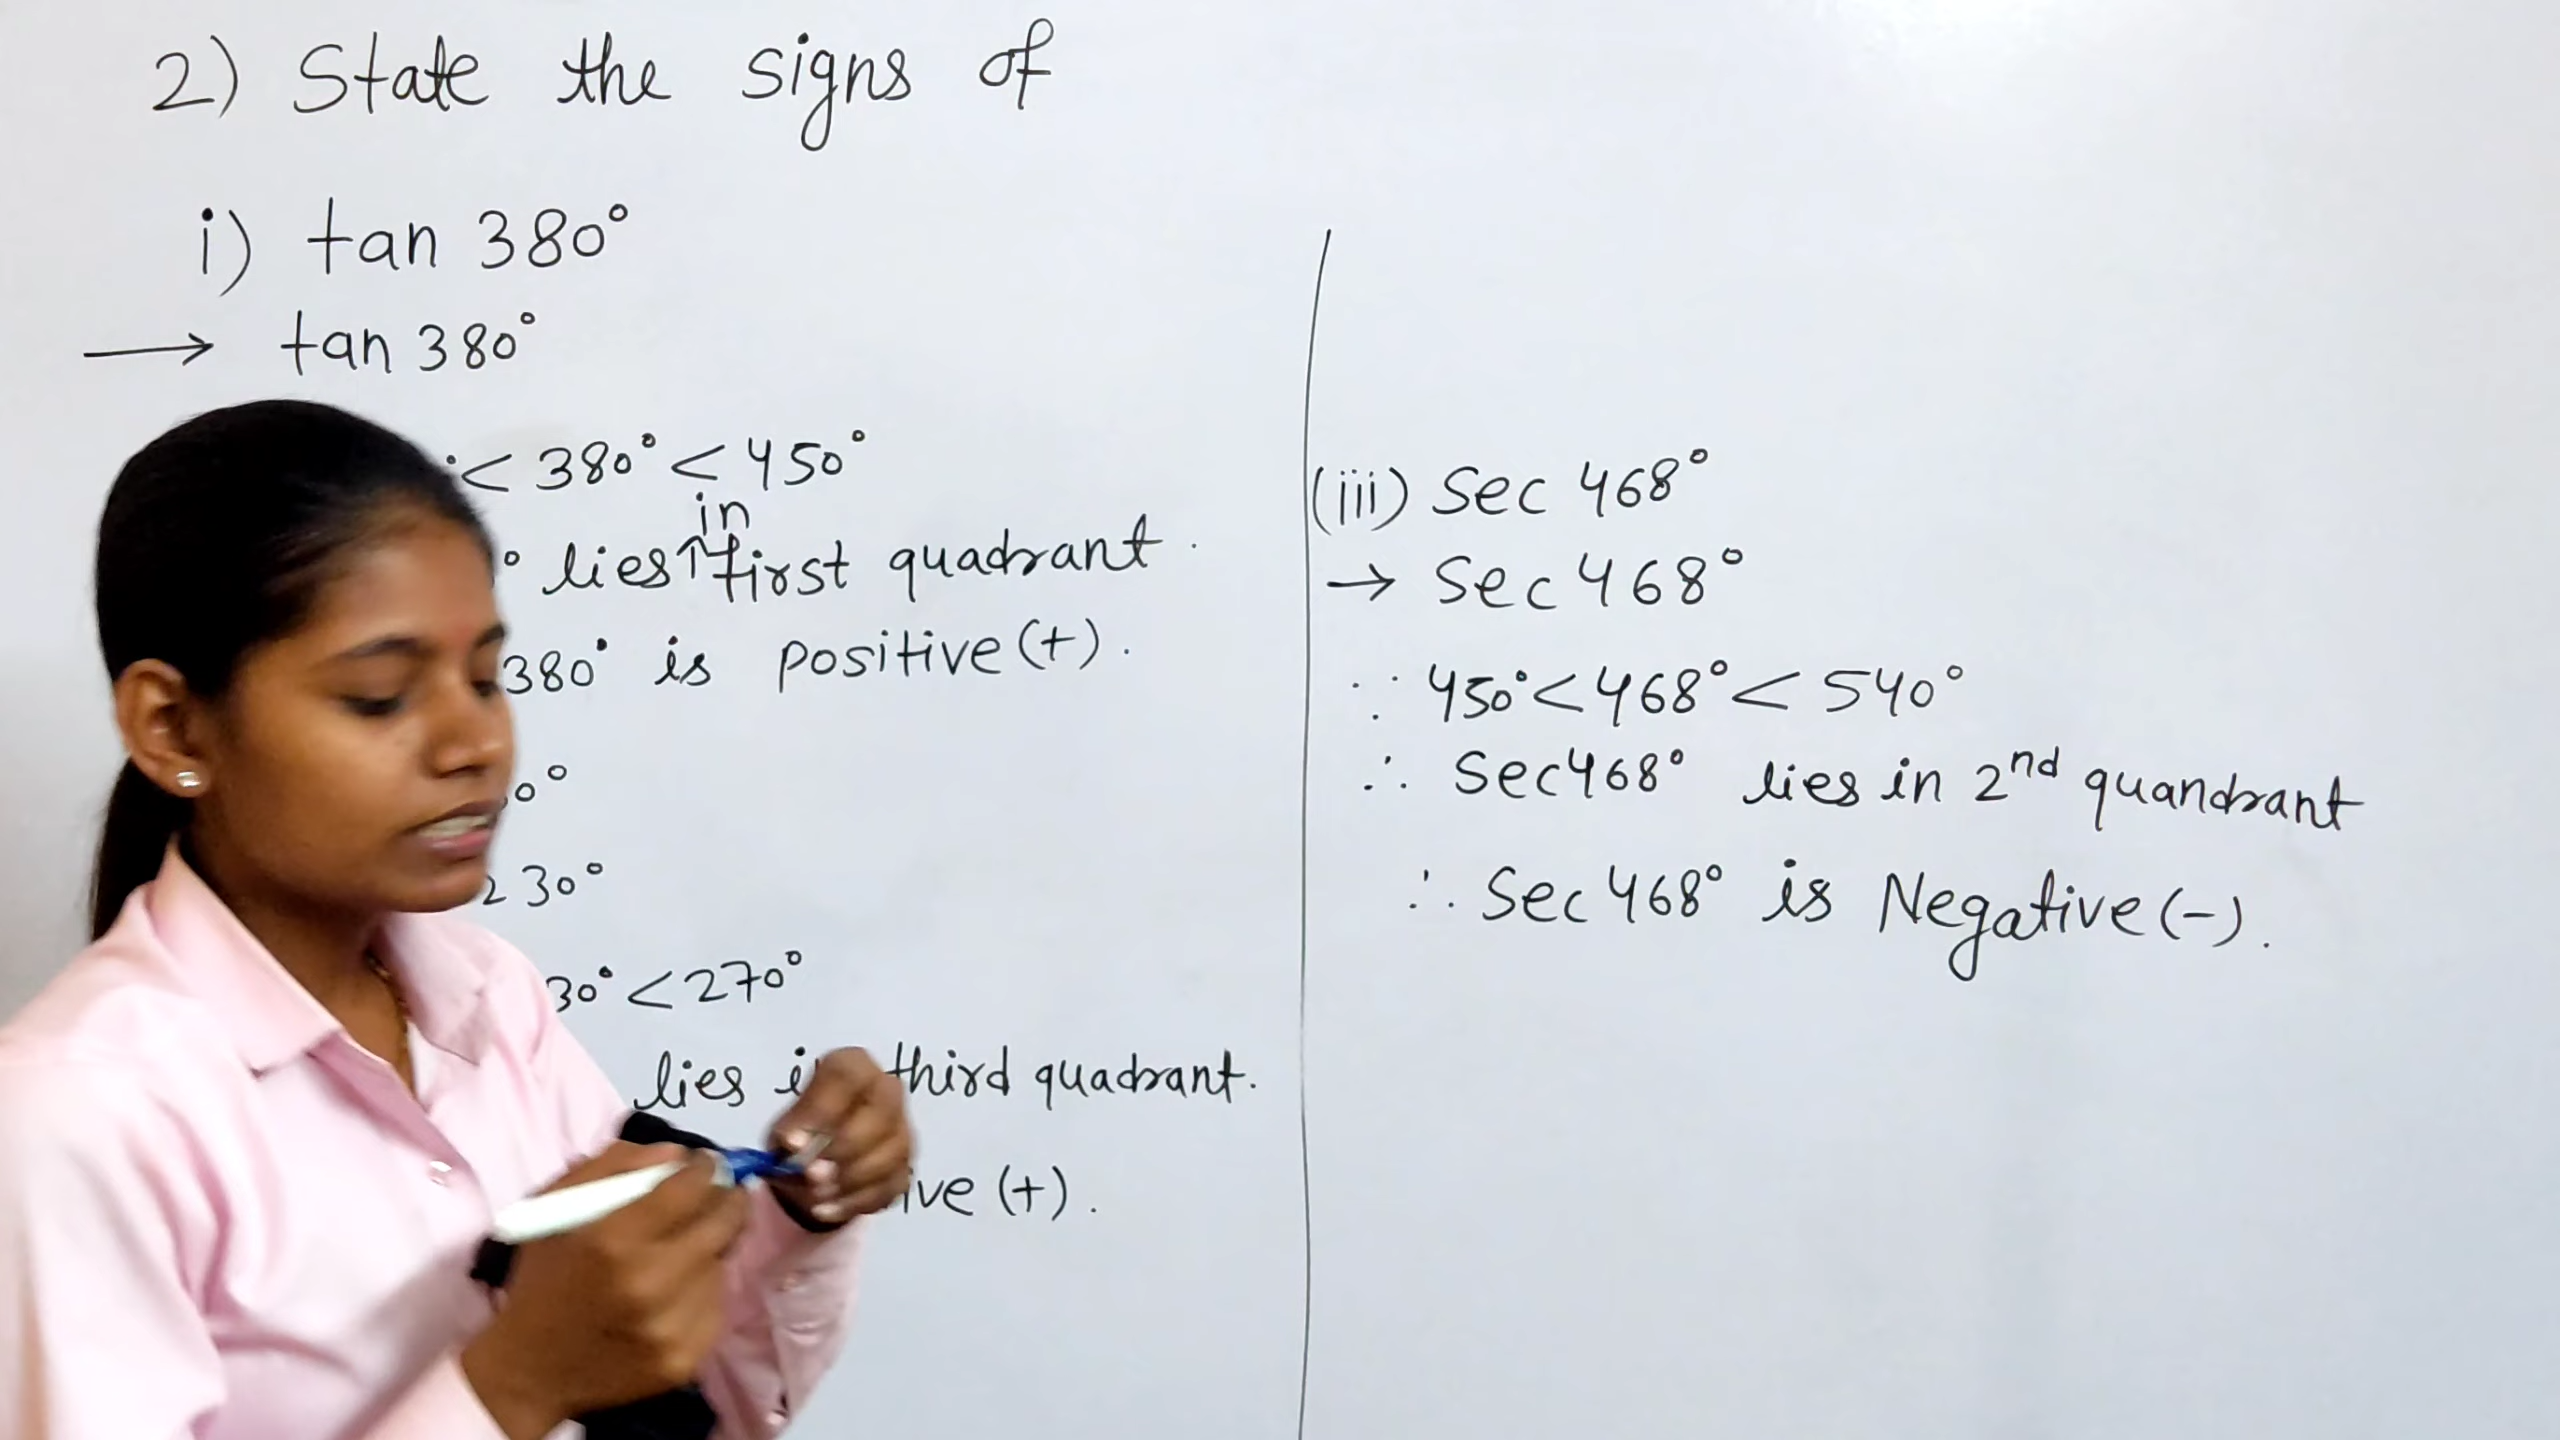 2) State the signs of
i) tan 380°
→ tan 380°
< 380° < 450°
° lies ↑ in first quadrant.
380° is positive (+).
0°
230°
30° < 270°
lies third quadrant.
ive (+).
(iii) Sec 468°
→ Sec 468°
∵ 450° < 468° < 540°
∴ Sec 468° lies in 2nd quandrant
∴ Sec 468° is Negative (-).